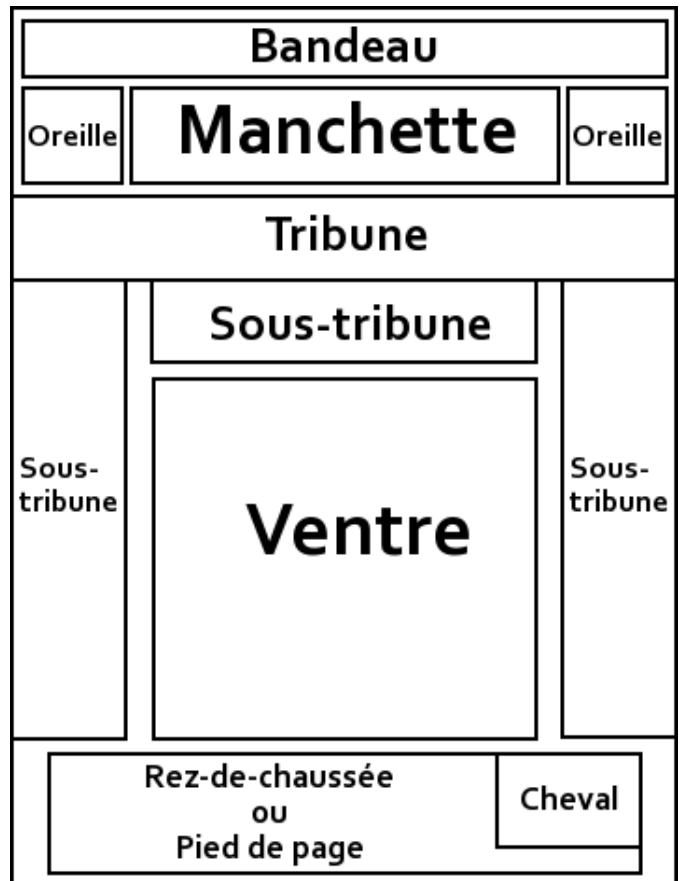 Bandeau
Oreille
Manchette
Oreille
Tribune
Sous-tribune
Sous-
tribune
Ventre
Sous-
tribune
Rez-de-chaussée
ou
Pied de page
Cheval